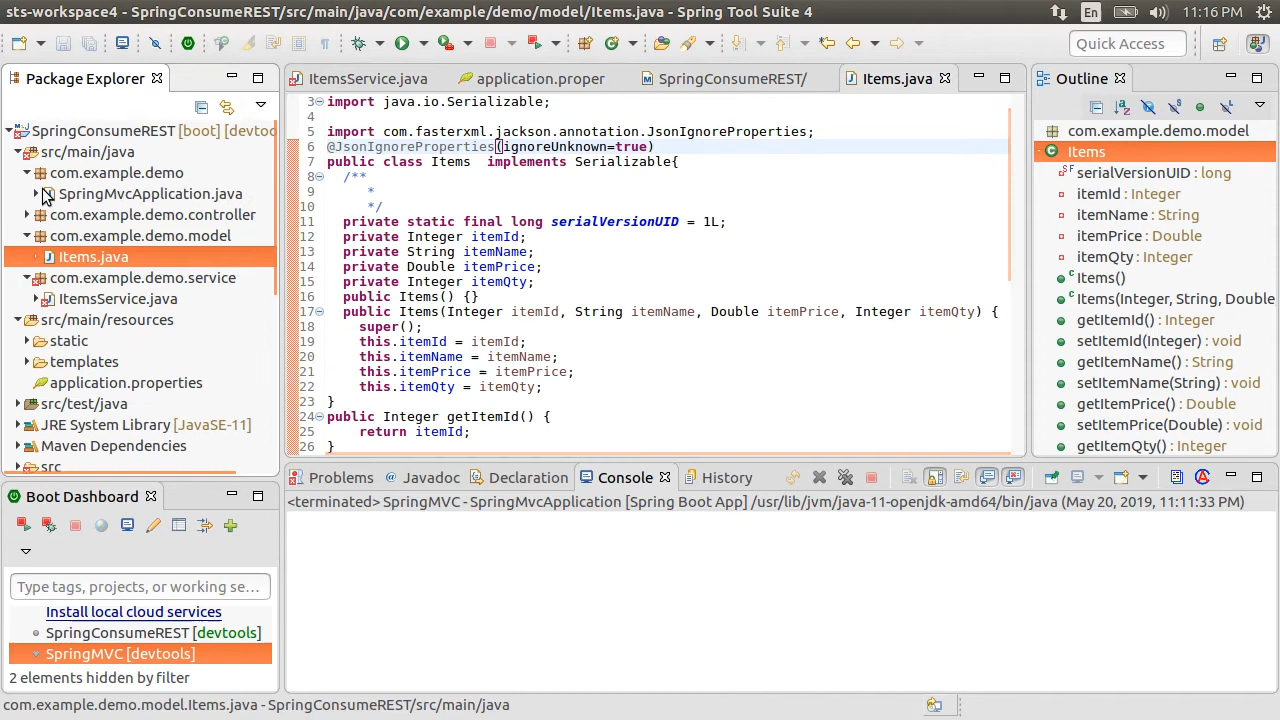 sts-workspace4 - SpringConsumeREST/src/main/java/com/example/demo/model/Items.java - Spring Tool Suite 4
En
11:16 PM
Quick Access
Package Explorer
SpringConsumeREST [boot] [devtoo
src/main/java
com.example.demo
SpringMvcApplication.java
com.example.demo.controller
com.example.demo.model
Items.java
com.example.demo.service
ItemsService.java
src/main/resources
static
templates
application.properties
src/test/java
JRE System Library [JavaSE-11]
Maven Dependencies
src
Boot Dashboard
Type tags, projects, or working se...
Install local cloud services
SpringConsumeREST [devtools]
SpringMVC [devtools]
2 elements hidden by filter
ItemsService.java
application.proper
SpringConsumeREST/
Items.java
3 import java.io.Serializable;
4
5 import com.fasterxml.jackson.annotation.JsonIgnoreProperties;
6 @JsonIgnoreProperties(ignoreUnknown=true)
7 public class Items  implements Serializable{
8 /**
9 *
10 */
11 private static final long serialVersionUID = 1L;
12 private Integer itemId;
13 private String itemName;
14 private Double itemPrice;
15 private Integer itemQty;
16 public Items() {}
17 public Items(Integer itemId, String itemName, Double itemPrice, Integer itemQty) {
18 super();
19 this.itemId = itemId;
20 this.itemName = itemName;
21 this.itemPrice = itemPrice;
22 this.itemQty = itemQty;
23 }
24 public Integer getItemId() {
25 return itemId;
26 }
Outline
com.example.demo.model
Items
serialVersionUID : long
itemId : Integer
itemName : String
itemPrice : Double
itemQty : Integer
Items()
Items(Integer, String, Double
getItemId() : Integer
setItemId(Integer) : void
getItemName() : String
setItemName(String) : void
getItemPrice() : Double
setItemPrice(Double) : void
getItemQty() : Integer
Problems
@ Javadoc
Declaration
Console
History
<terminated> SpringMVC - SpringMvcApplication [Spring Boot App] /usr/lib/jvm/java-11-openjdk-amd64/bin/java (May 20, 2019, 11:11:33 PM)
com.example.demo.model.Items.java - SpringConsumeREST/src/main/java